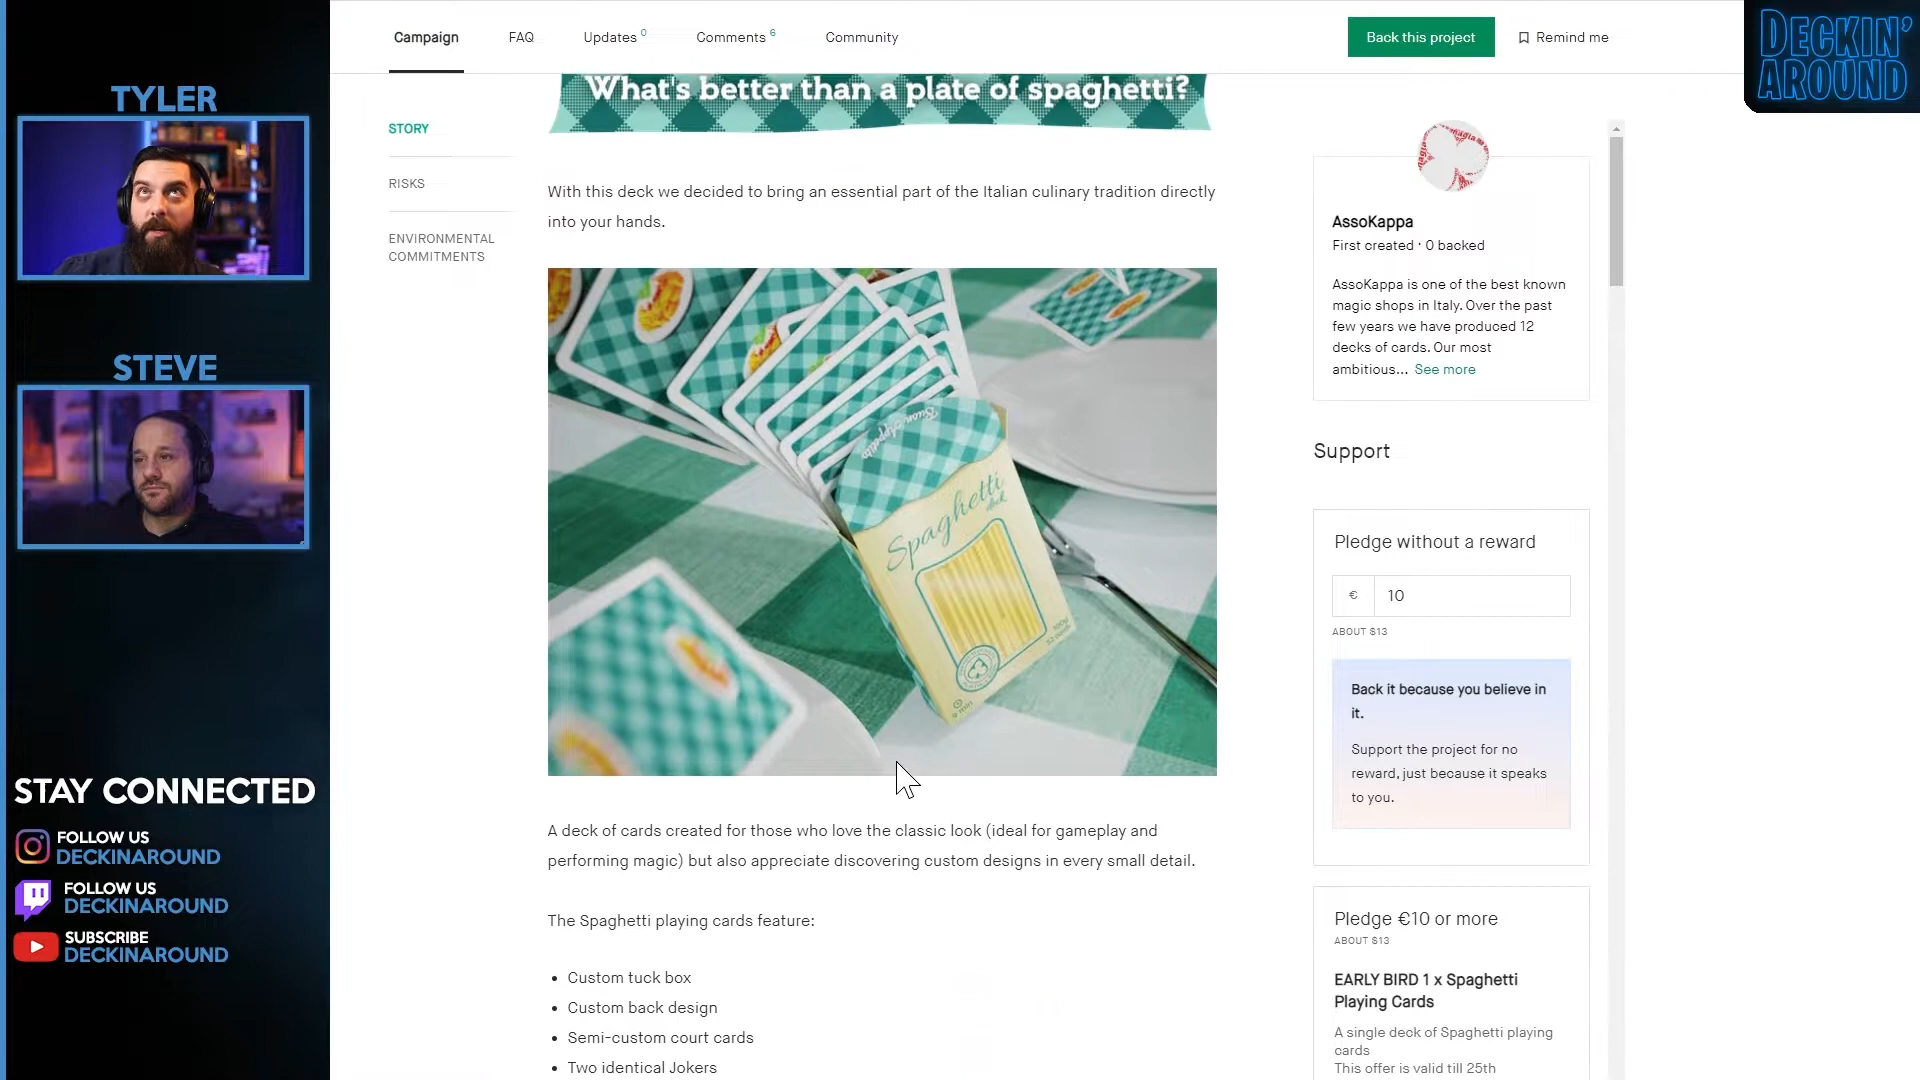 Campaign
FAQ
Updates 0
Comments 6
Community
Back this project
Remind me
DECKIN'
AROUND
TYLER
STEVE
STAY CONNECTED
FOLLOW US
DECKINAROUND
FOLLOW US
DECKINAROUND
SUBSCRIBE
DECKINAROUND
STORY
RISKS
ENVIRONMENTAL
COMMITMENTS
What's better than a plate of spaghetti?
With this deck we decided to bring an essential part of the Italian culinary tradition directly
into your hands.
Buon Appetito
Spaghetti
deck
9 min
A deck of cards created for those who love the classic look (ideal for gameplay and
performing magic) but also appreciate discovering custom designs in every small detail.
The Spaghetti playing cards feature:
• Custom tuck box
• Custom back design
• Semi-custom court cards
• Two identical Jokers
AssoKappa
First created · 0 backed
AssoKappa is one of the best known
magic shops in Italy. Over the past
few years we have produced 12
decks of cards. Our most
ambitious... See more
Support
Pledge without a reward
€ 10
ABOUT $13
Back it because you believe in
it.
Support the project for no
reward, just because it speaks
to you.
Pledge €10 or more
ABOUT $13
EARLY BIRD 1 x Spaghetti
Playing Cards
A single deck of Spaghetti playing
cards
This offer is valid till 25th